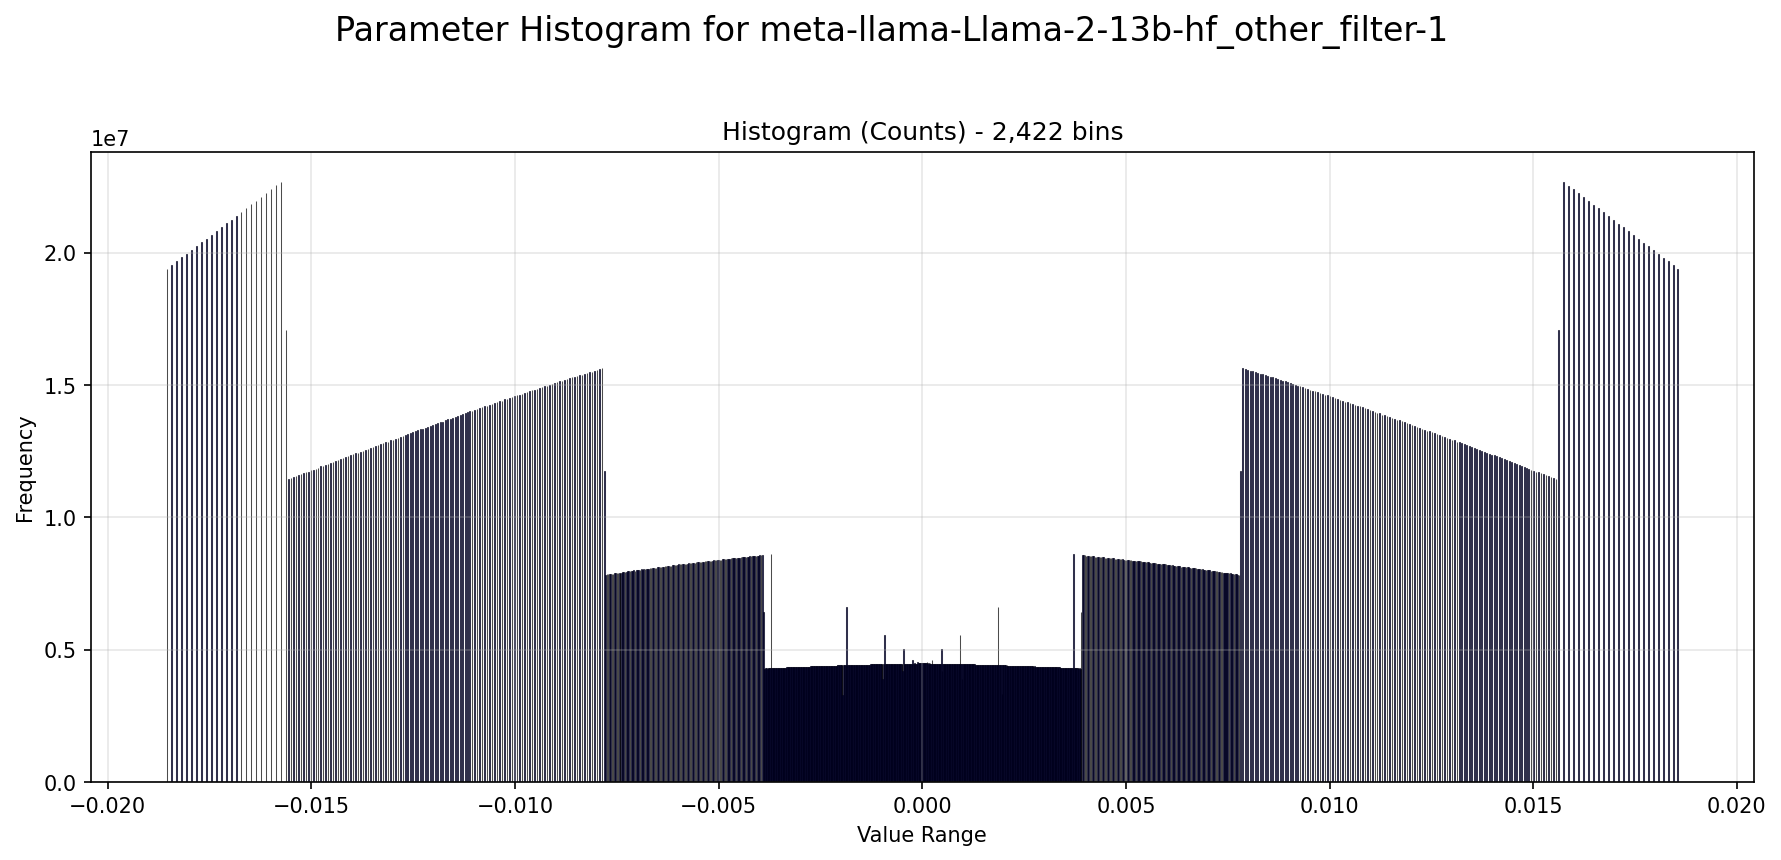 Parameter Histogram for meta-llama-Llama-2-13b-hf_other_filter-1
Histogram (Counts) - 2,422 bins
1e7
2.0
1.5
1.0
0.5
0.0
Frequency
−0.020 −0.015 −0.010 −0.005 0.000 0.005 0.010 0.015 0.020
Value Range